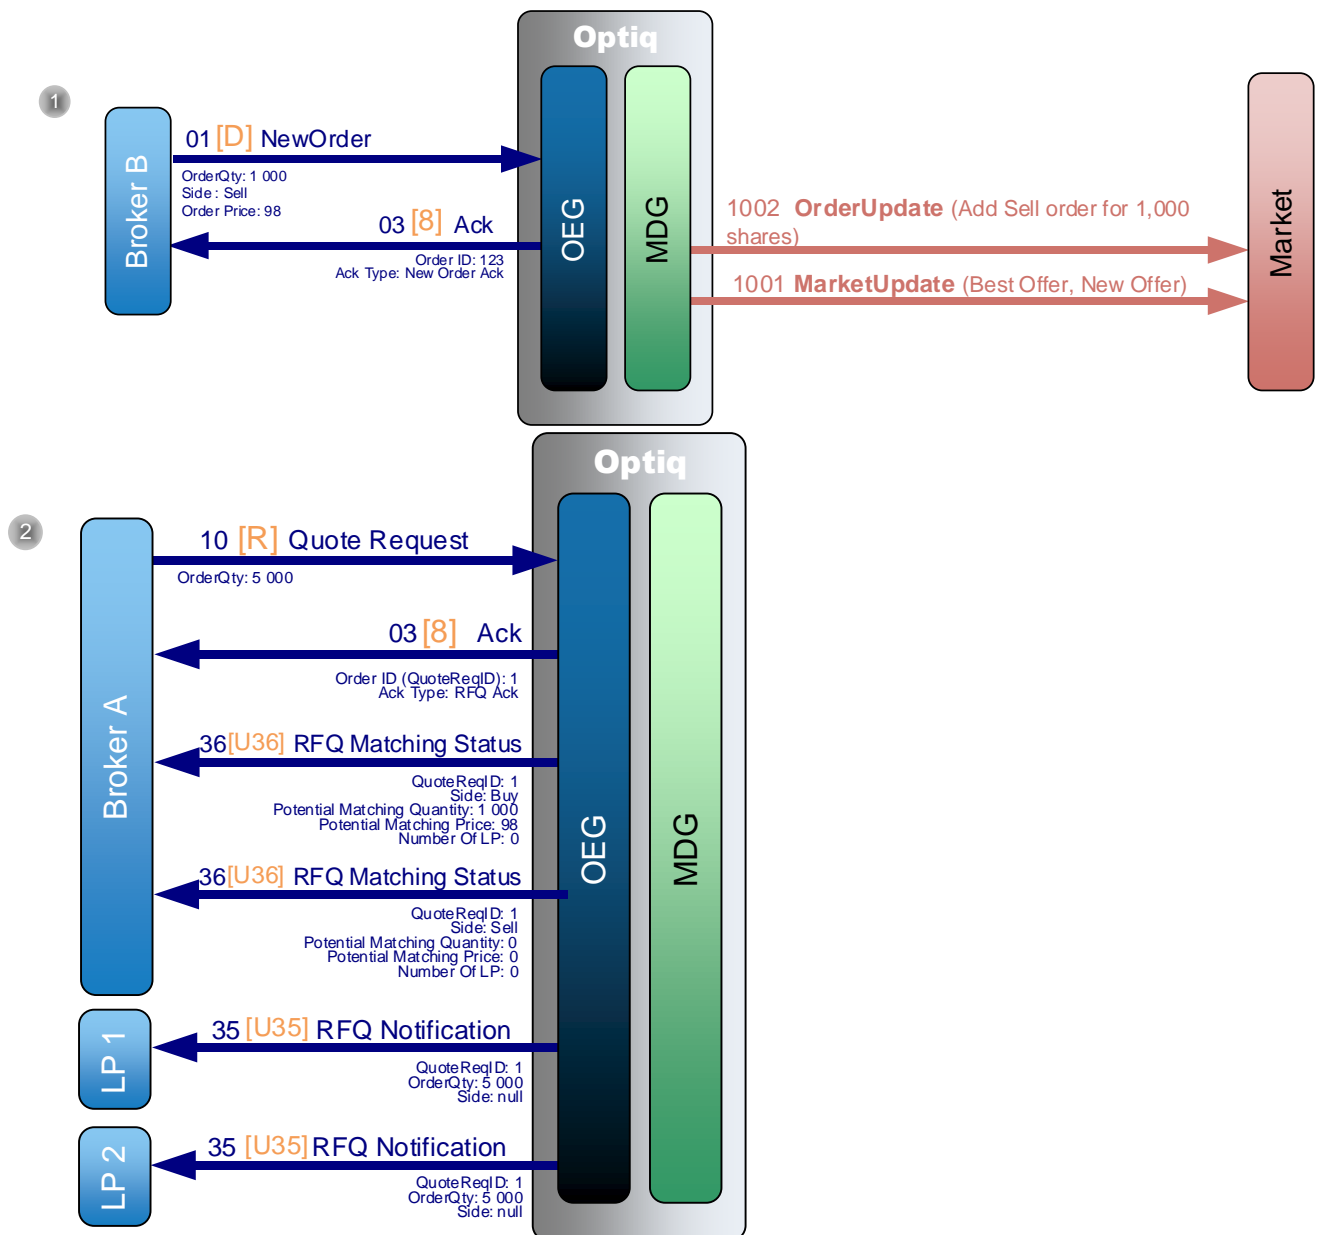 Optiq
1
01 [D] NewOrder
OrderQty: 1 000
Side : Sell
Order Price: 98
03 [8] Ack
Order ID: 123
Ack Type: New Order Ack
Broker B
OEG
MDG
1002 OrderUpdate (Add Sell order for 1,000
shares)
1001 MarketUpdate (Best Offer, New Offer)
Market
Optiq
2
10 [R] Quote Request
OrderQty: 5 000
03 [8] Ack
Order ID (QuoteReqID): 1
Ack Type: RFQ Ack
36 [U36] RFQ Matching Status
QuoteReqID: 1
Side: Buy
Potential Matching Quantity: 1 000
Potential Matching Price: 98
Number Of LP: 0
36 [U36] RFQ Matching Status
QuoteReqID: 1
Side: Sell
Potential Matching Quantity: 0
Potential Matching Price: 0
Number Of LP: 0
Broker A
OEG
MDG
35 [U35] RFQ Notification
QuoteReqID: 1
OrderQty: 5 000
Side: null
LP 1
35 [U35] RFQ Notification
QuoteReqID: 1
OrderQty: 5 000
Side: null
LP 2